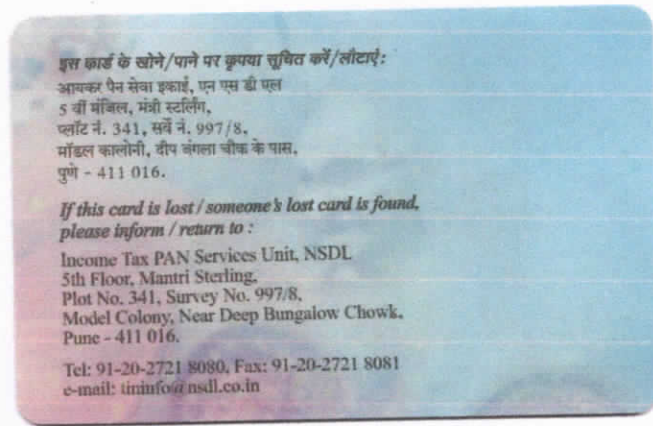 इस कार्ड के खोने/पाने पर कृपया सूचित करें/लौटाएं:
आयकर पैन सेवा इकाई, एन एस डी एल
5 वीं मंजिल, मंत्री स्टर्लिंग,
प्लॉट नं. 341, सर्वे नं. 997/8,
मॉडल कालोनी, दीप बंगला चौक के पास,
पुणे - 411 016.
If this card is lost / someone's lost card is found,
please inform / return to :
Income Tax PAN Services Unit, NSDL
5th Floor, Mantri Sterling,
Plot No. 341, Survey No. 997/8,
Model Colony, Near Deep Bungalow Chowk,
Pune - 411 016.
Tel: 91-20-2721 8080, Fax: 91-20-2721 8081
e-mail: tininfo@nsdl.co.in